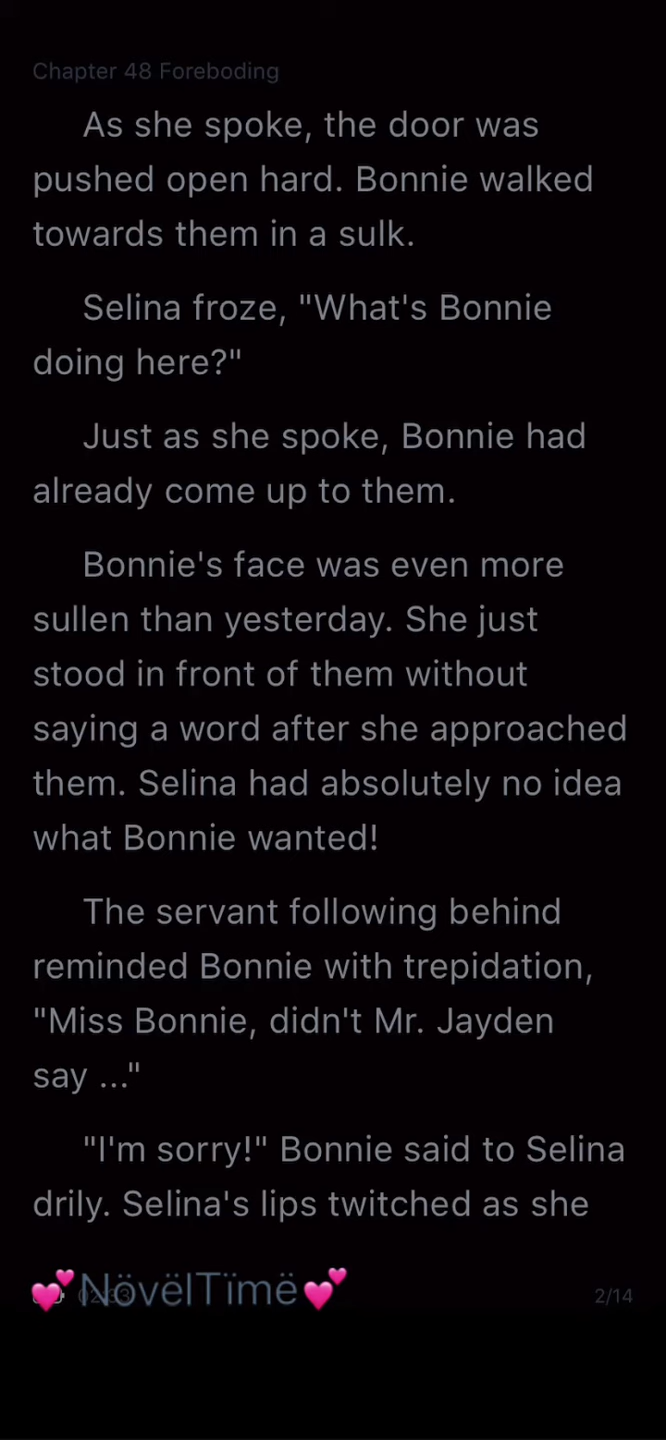 Chapter 48 Foreboding
As she spoke, the door was
pushed open hard. Bonnie walked
towards them in a sulk.
Selina froze, "What's Bonnie
doing here?"
Just as she spoke, Bonnie had
already come up to them.
Bonnie's face was even more
sullen than yesterday. She just
stood in front of them without
saying a word after she approached
them. Selina had absolutely no idea
what Bonnie wanted!
The servant following behind
reminded Bonnie with trepidation,
"Miss Bonnie, didn't Mr. Jayden
say ..."
"I'm sorry!" Bonnie said to Selina
drily. Selina's lips twitched as she
💕NövëlTïmë💕
2/14